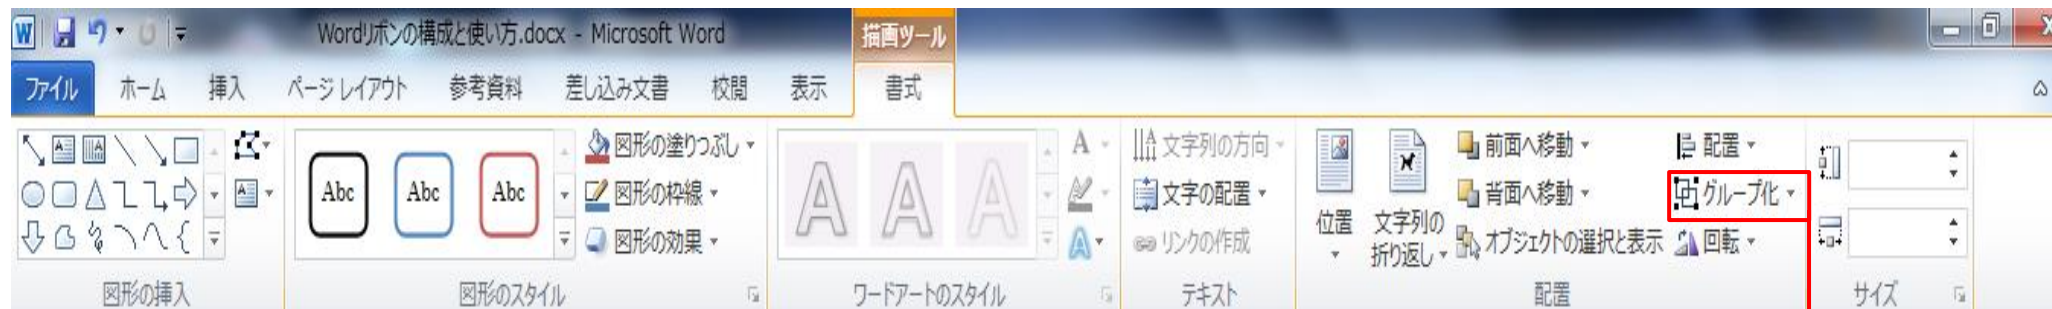 Wordリボンの構成と使い方.docx - Microsoft Word
描画ツール
ファイル ホーム 挿入 ページ レイアウト 参考資料 差し込み文書 校閲 表示 書式
Abc Abc Abc
図形の塗りつぶし
図形の枠線
図形の効果
A A A
A
A
文字列の方向
文字の配置
リンクの作成
位置
文字列の
折り返し
前面へ移動
背面へ移動
オブジェクトの選択と表示
配置
グループ化
回転
図形の挿入 図形のスタイル ワードアートのスタイル テキスト 配置 サイズ